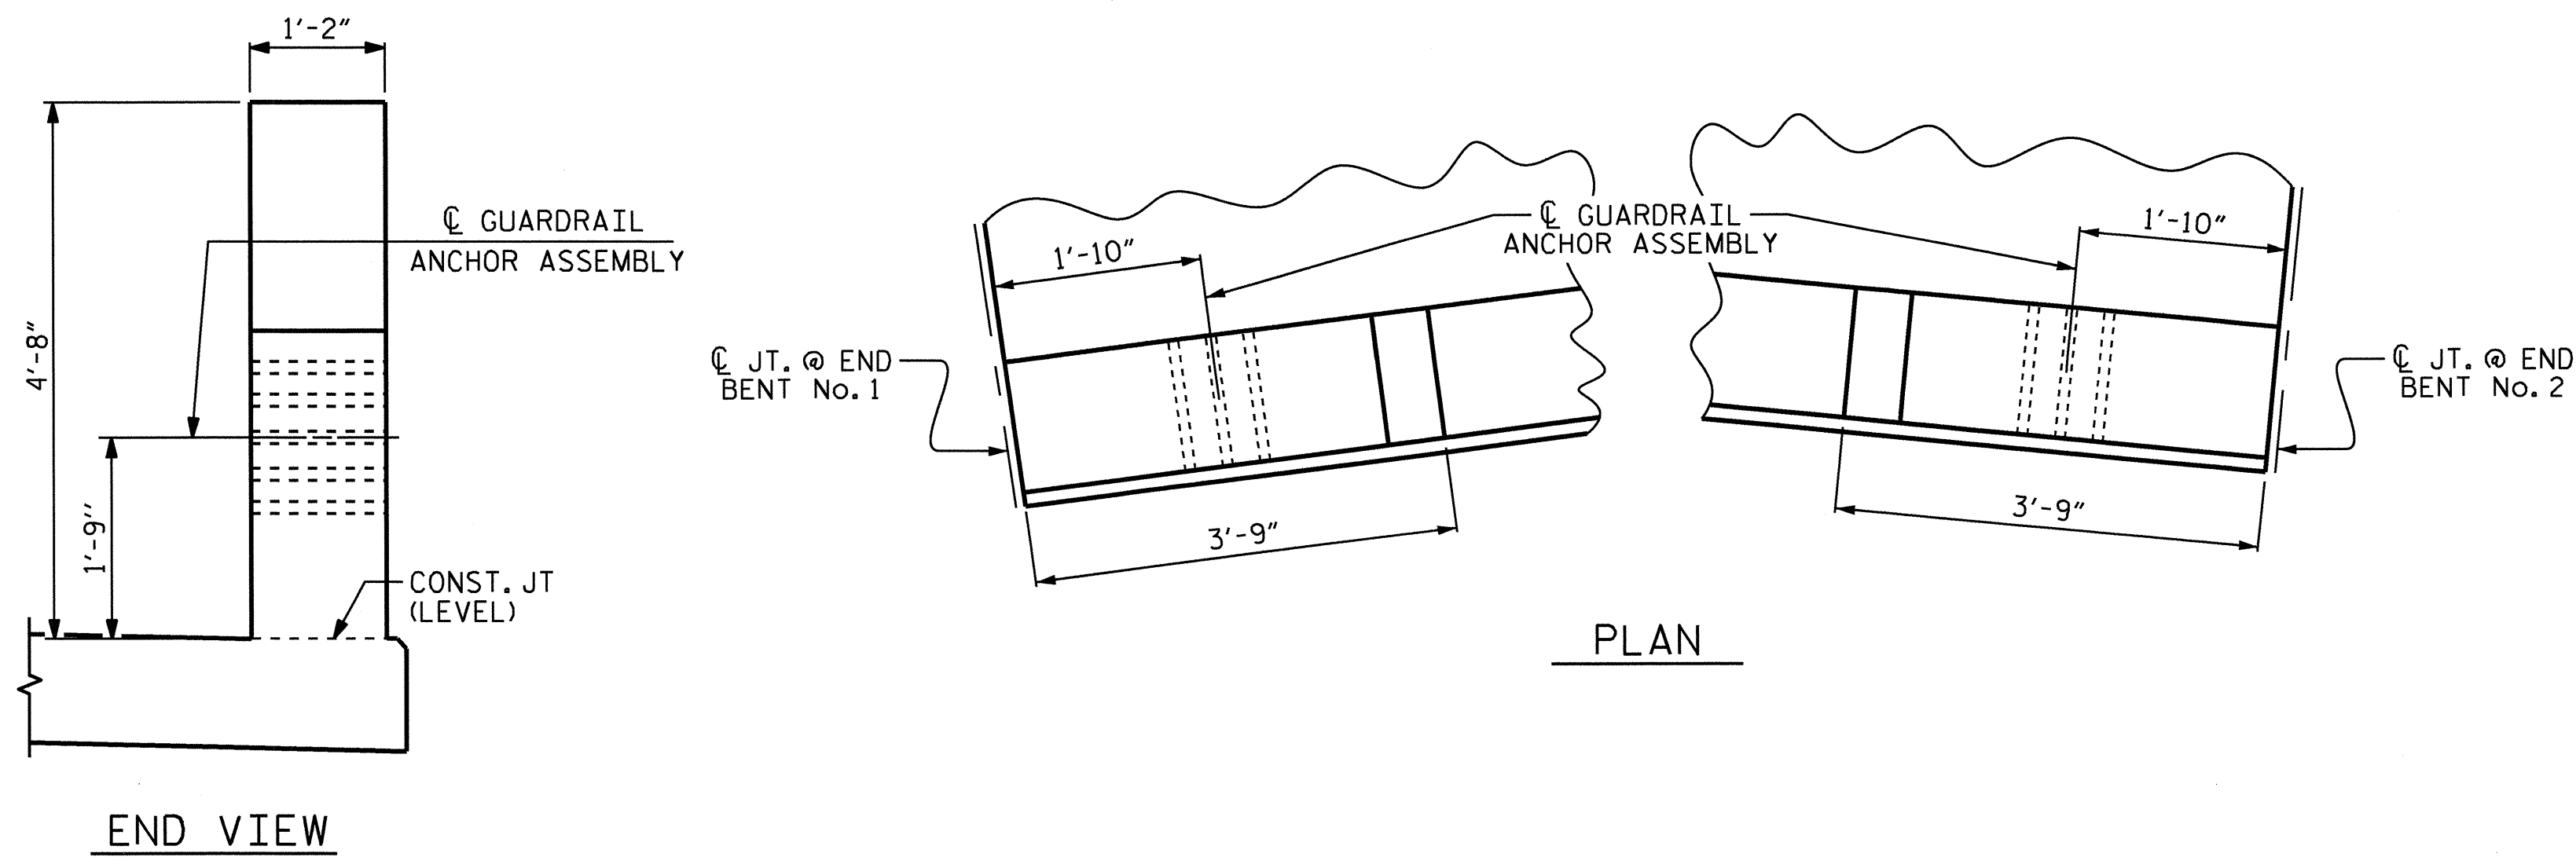 1'-2"
4'-8"
℄ GUARDRAIL
ANCHOR ASSEMBLY
1'-9"
CONST. JT
(LEVEL)
END VIEW
℄ GUARDRAIL
ANCHOR ASSEMBLY
1'-10"
1'-10"
℄ JT. @ END
BENT No. 1
℄ JT. @ END
BENT No. 2
3'-9"
3'-9"
PLAN